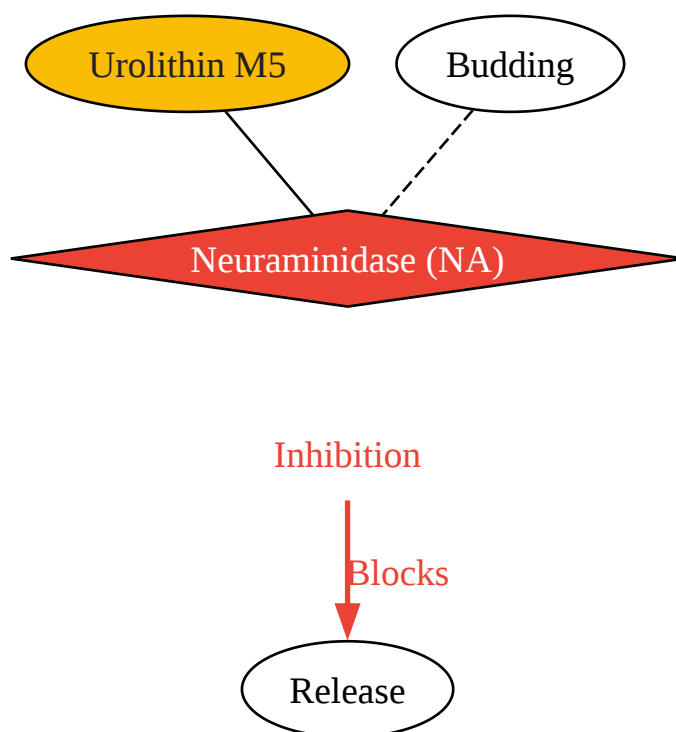 Urolithin M5
Budding
Neuraminidase (NA)
Inhibition
Blocks
Release